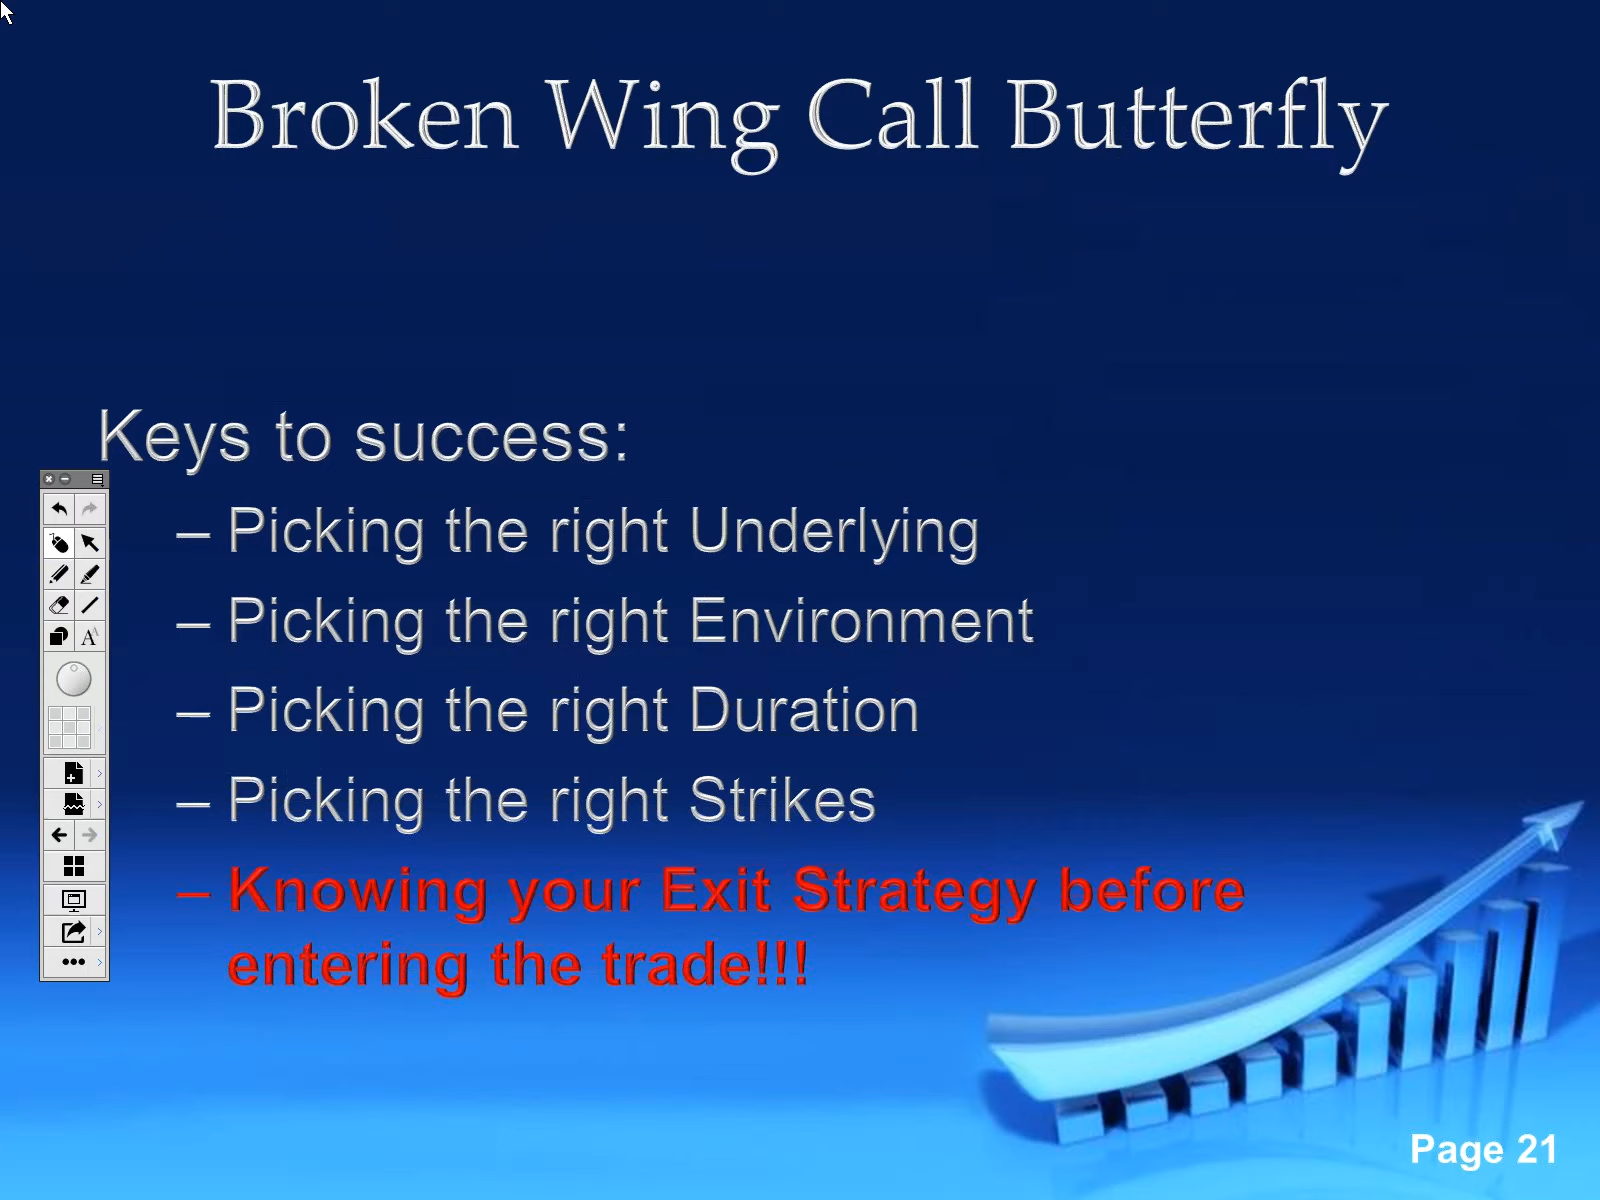 Broken Wing Call Butterfly
Keys to success:
– Picking the right Underlying
– Picking the right Environment
– Picking the right Duration
– Picking the right Strikes
– Knowing your Exit Strategy before
entering the trade!!!
Page 21